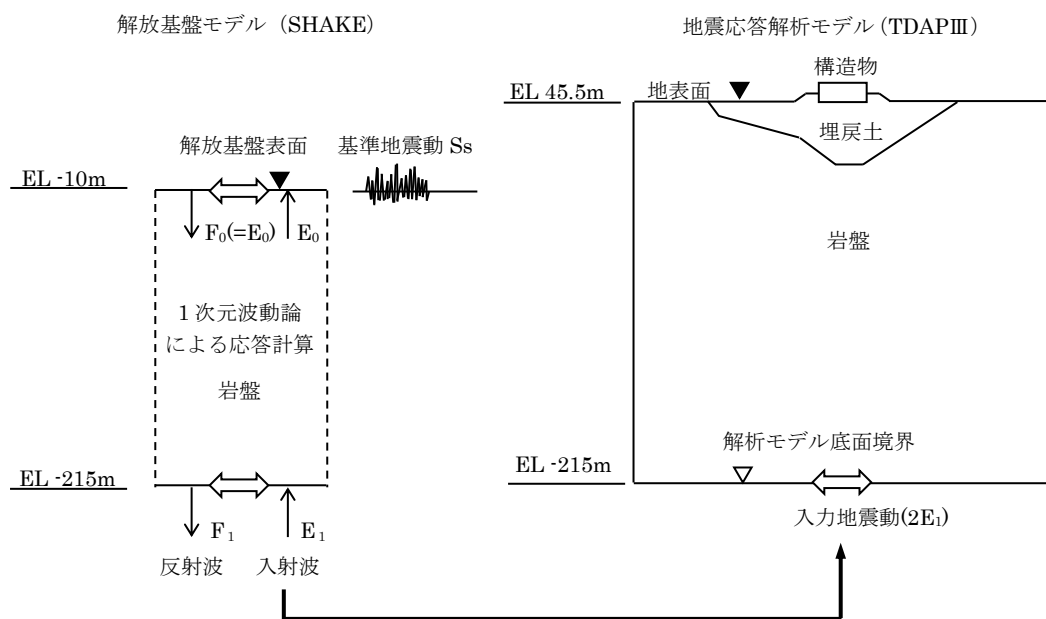 解放基盤モデル（SHAKE）
解放基盤表面
基準地震動 Ss
EL -10m
F0(=E0)
E0
１次元波動論
による応答計算
岩盤
EL -215m
F1
E1
反射波
入射波
地震応答解析モデル（TDAPⅢ）
構造物
EL 45.5m
地表面
埋戻土
岩盤
解析モデル底面境界
EL -215m
入力地震動(2E1)